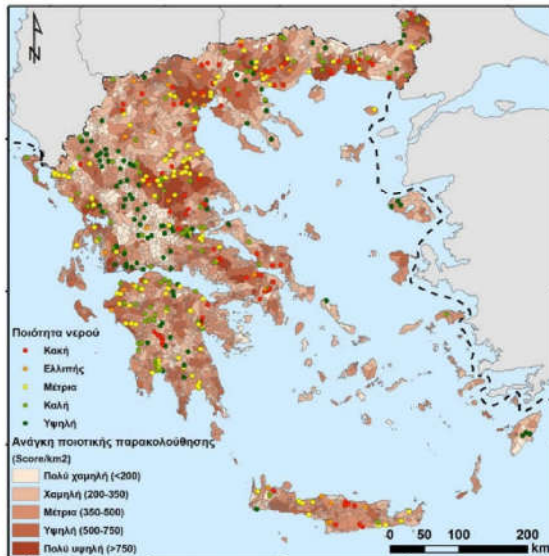 N
Ποιότητα νερού
Κακή
Ελλιπής
Μέτρια
Καλή
Υψηλή
Ανάγκη ποιοτικής παρακολούθησης
(Score/km2)
Πολύ χαμηλή (<200)
Χαμηλή (200-350)
Μέτρια (350-500)
Υψηλή (500-750)
Πολύ υψηλή (>750)
0 50 100 200
km